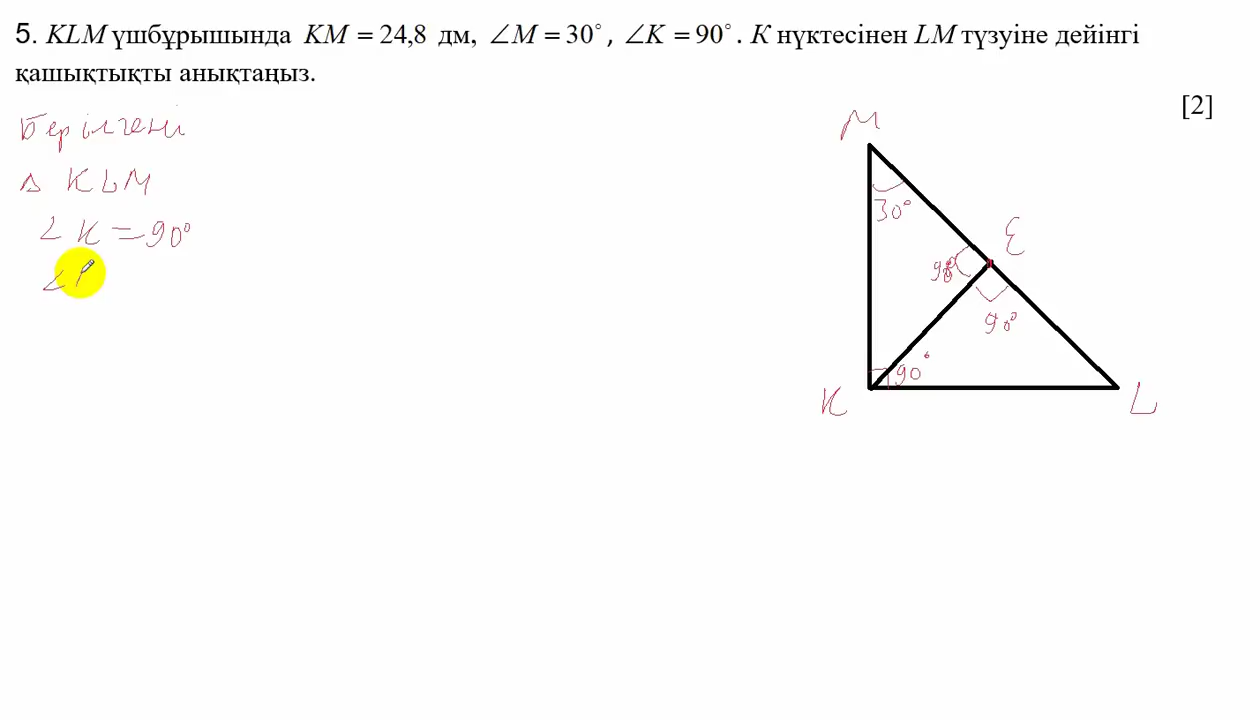 5. KLM үшбұрышында KM = 24,8 дм, ∠M = 30°, ∠K = 90°. К нүктесінен LM түзуіне дейінгі
қашықтықты анықтаңыз.
[2]
Берілгені
Δ KLM
∠ K = 90°
∠
M
30°
E
90°
90°
90°
K
L